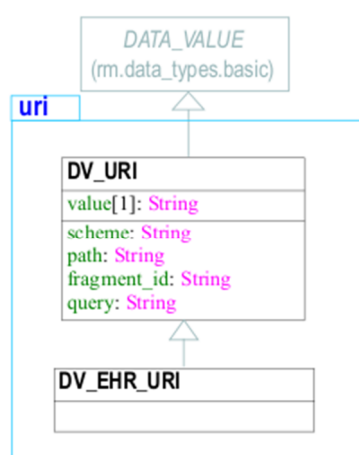 DATA_VALUE
(rm.data_types.basic)
uri
DV_URI
value[1]: String
scheme: String
path: String
fragment_id: String
query: String
DV_EHR_URI